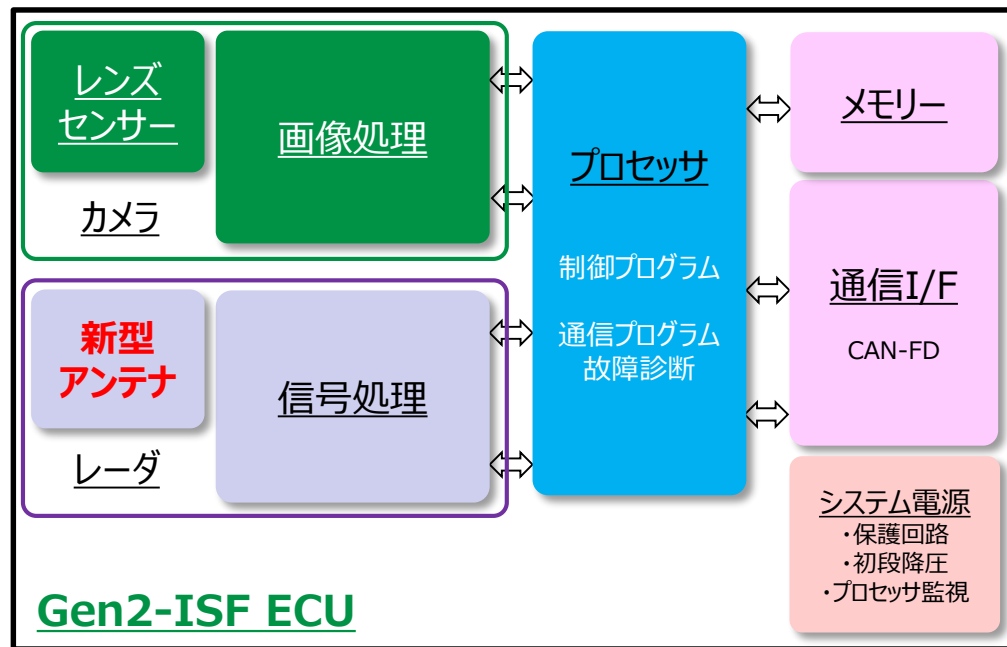 レンズ
センサー
画像処理
カメラ
新型
アンテナ
信号処理
レーダ
プロセッサ
制御プログラム
通信プログラム
故障診断
メモリー
通信I/F
CAN-FD
システム電源
・保護回路
・初段降圧
・プロセッサ監視
Gen2-ISF ECU